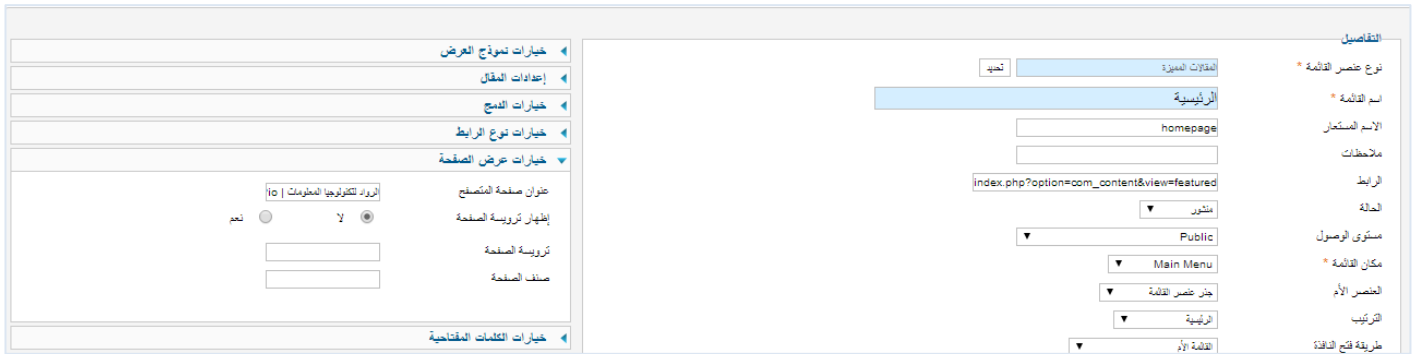 التفاصيل
نوع عنصر القائمة *
المقالات المميزة
تحديد
اسم القائمة *
الرئيسية
الاسم المستعار
homepage
ملاحظات
الرابط
index.php?option=com_content&view=featured
الحالة
منشور
مستوى الوصول
Public
مكان القائمة *
Main Menu
العنصر الأم
جذر عنصر القائمة
الترتيب
الرئيسية
طريقة فتح النافذة
القائمة الأم
خيارات نموذج العرض
إعدادات المقال
خيارات الدمج
خيارات نوع الرابط
خيارات عرض الصفحة
عنوان صفحة المتصفح
الرواد للتكنولوجيا المعلومات |
إظهار ترويسة الصفحة
لا
نعم
ترويسة الصفحة
صنف الصفحة
خيارات الكلمات المفتاحية